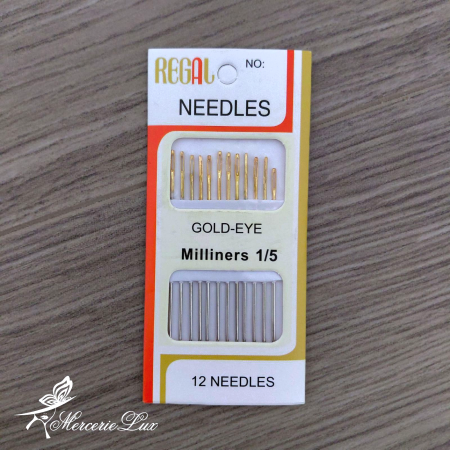 REGAL
NO:
NEEDLES
GOLD-EYE
Milliners 1/5
12 NEEDLES
MercerieLux